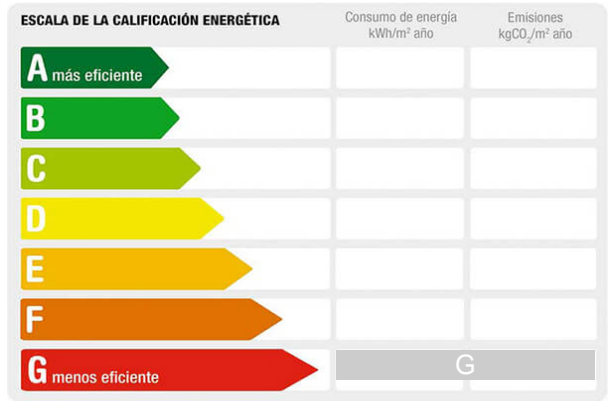 ESCALA DE LA CALIFICACIÓN ENERGÉTICA
Consumo de energía
kWh/m² año
Emisiones
kgCO₂/m² año
A más eficiente
B
C
D
E
F
G menos eficiente
G